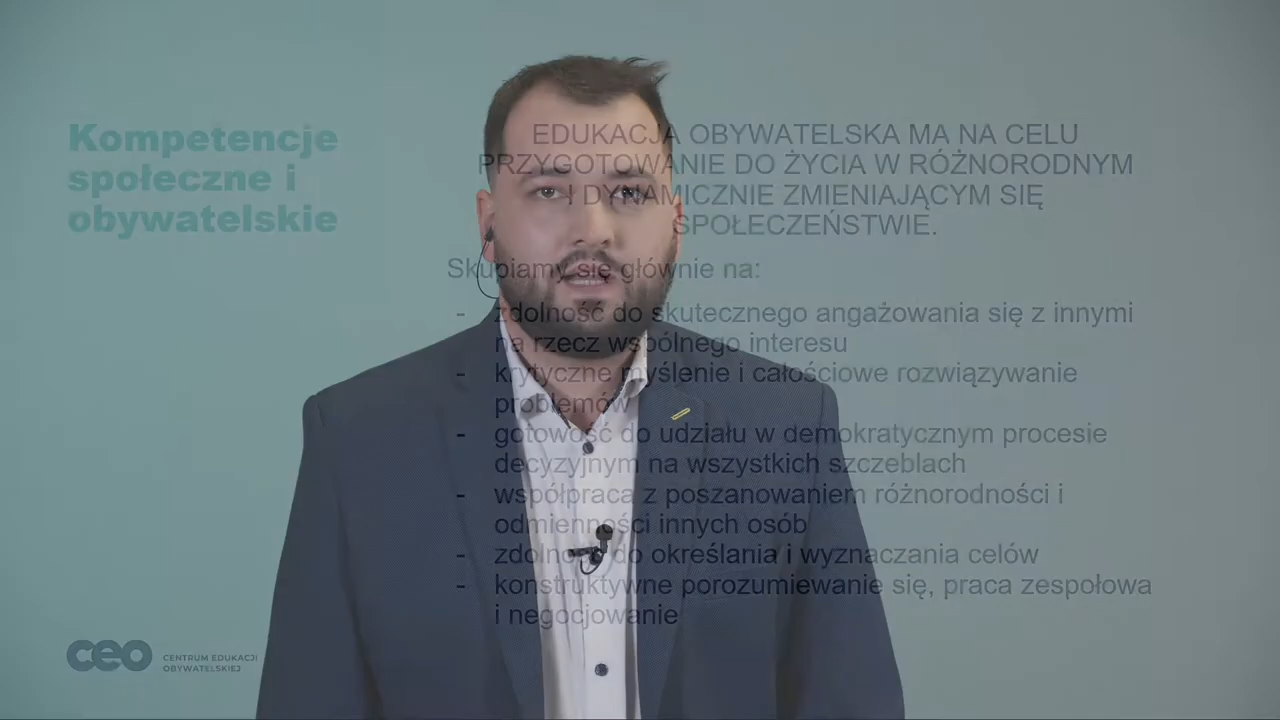 Kompetencje
społeczne i
obywatelskie
EDUKACJA OBYWATELSKA MA NA CELU
PRZYGOTOWANIE DO ŻYCIA W RÓŻNORODNYM
I DYNAMICZNIE ZMIENIAJĄCYM SIĘ
SPOŁECZEŃSTWIE.
Skupiamy się głównie na:
- zdolność do skutecznego angażowania się z innymi
na rzecz wspólnego interesu
- krytyczne myślenie i całościowe rozwiązywanie
problemów
- gotowość do udziału w demokratycznym procesie
decyzyjnym na wszystkich szczeblach
- współpraca z poszanowaniem różnorodności i
odmienności innych osób
- zdolność do określania i wyznaczania celów
- konstruktywne porozumiewanie się, praca zespołowa
i negocjowanie
ceo
CENTRUM EDUKACJI
OBYWATELSKIEJ